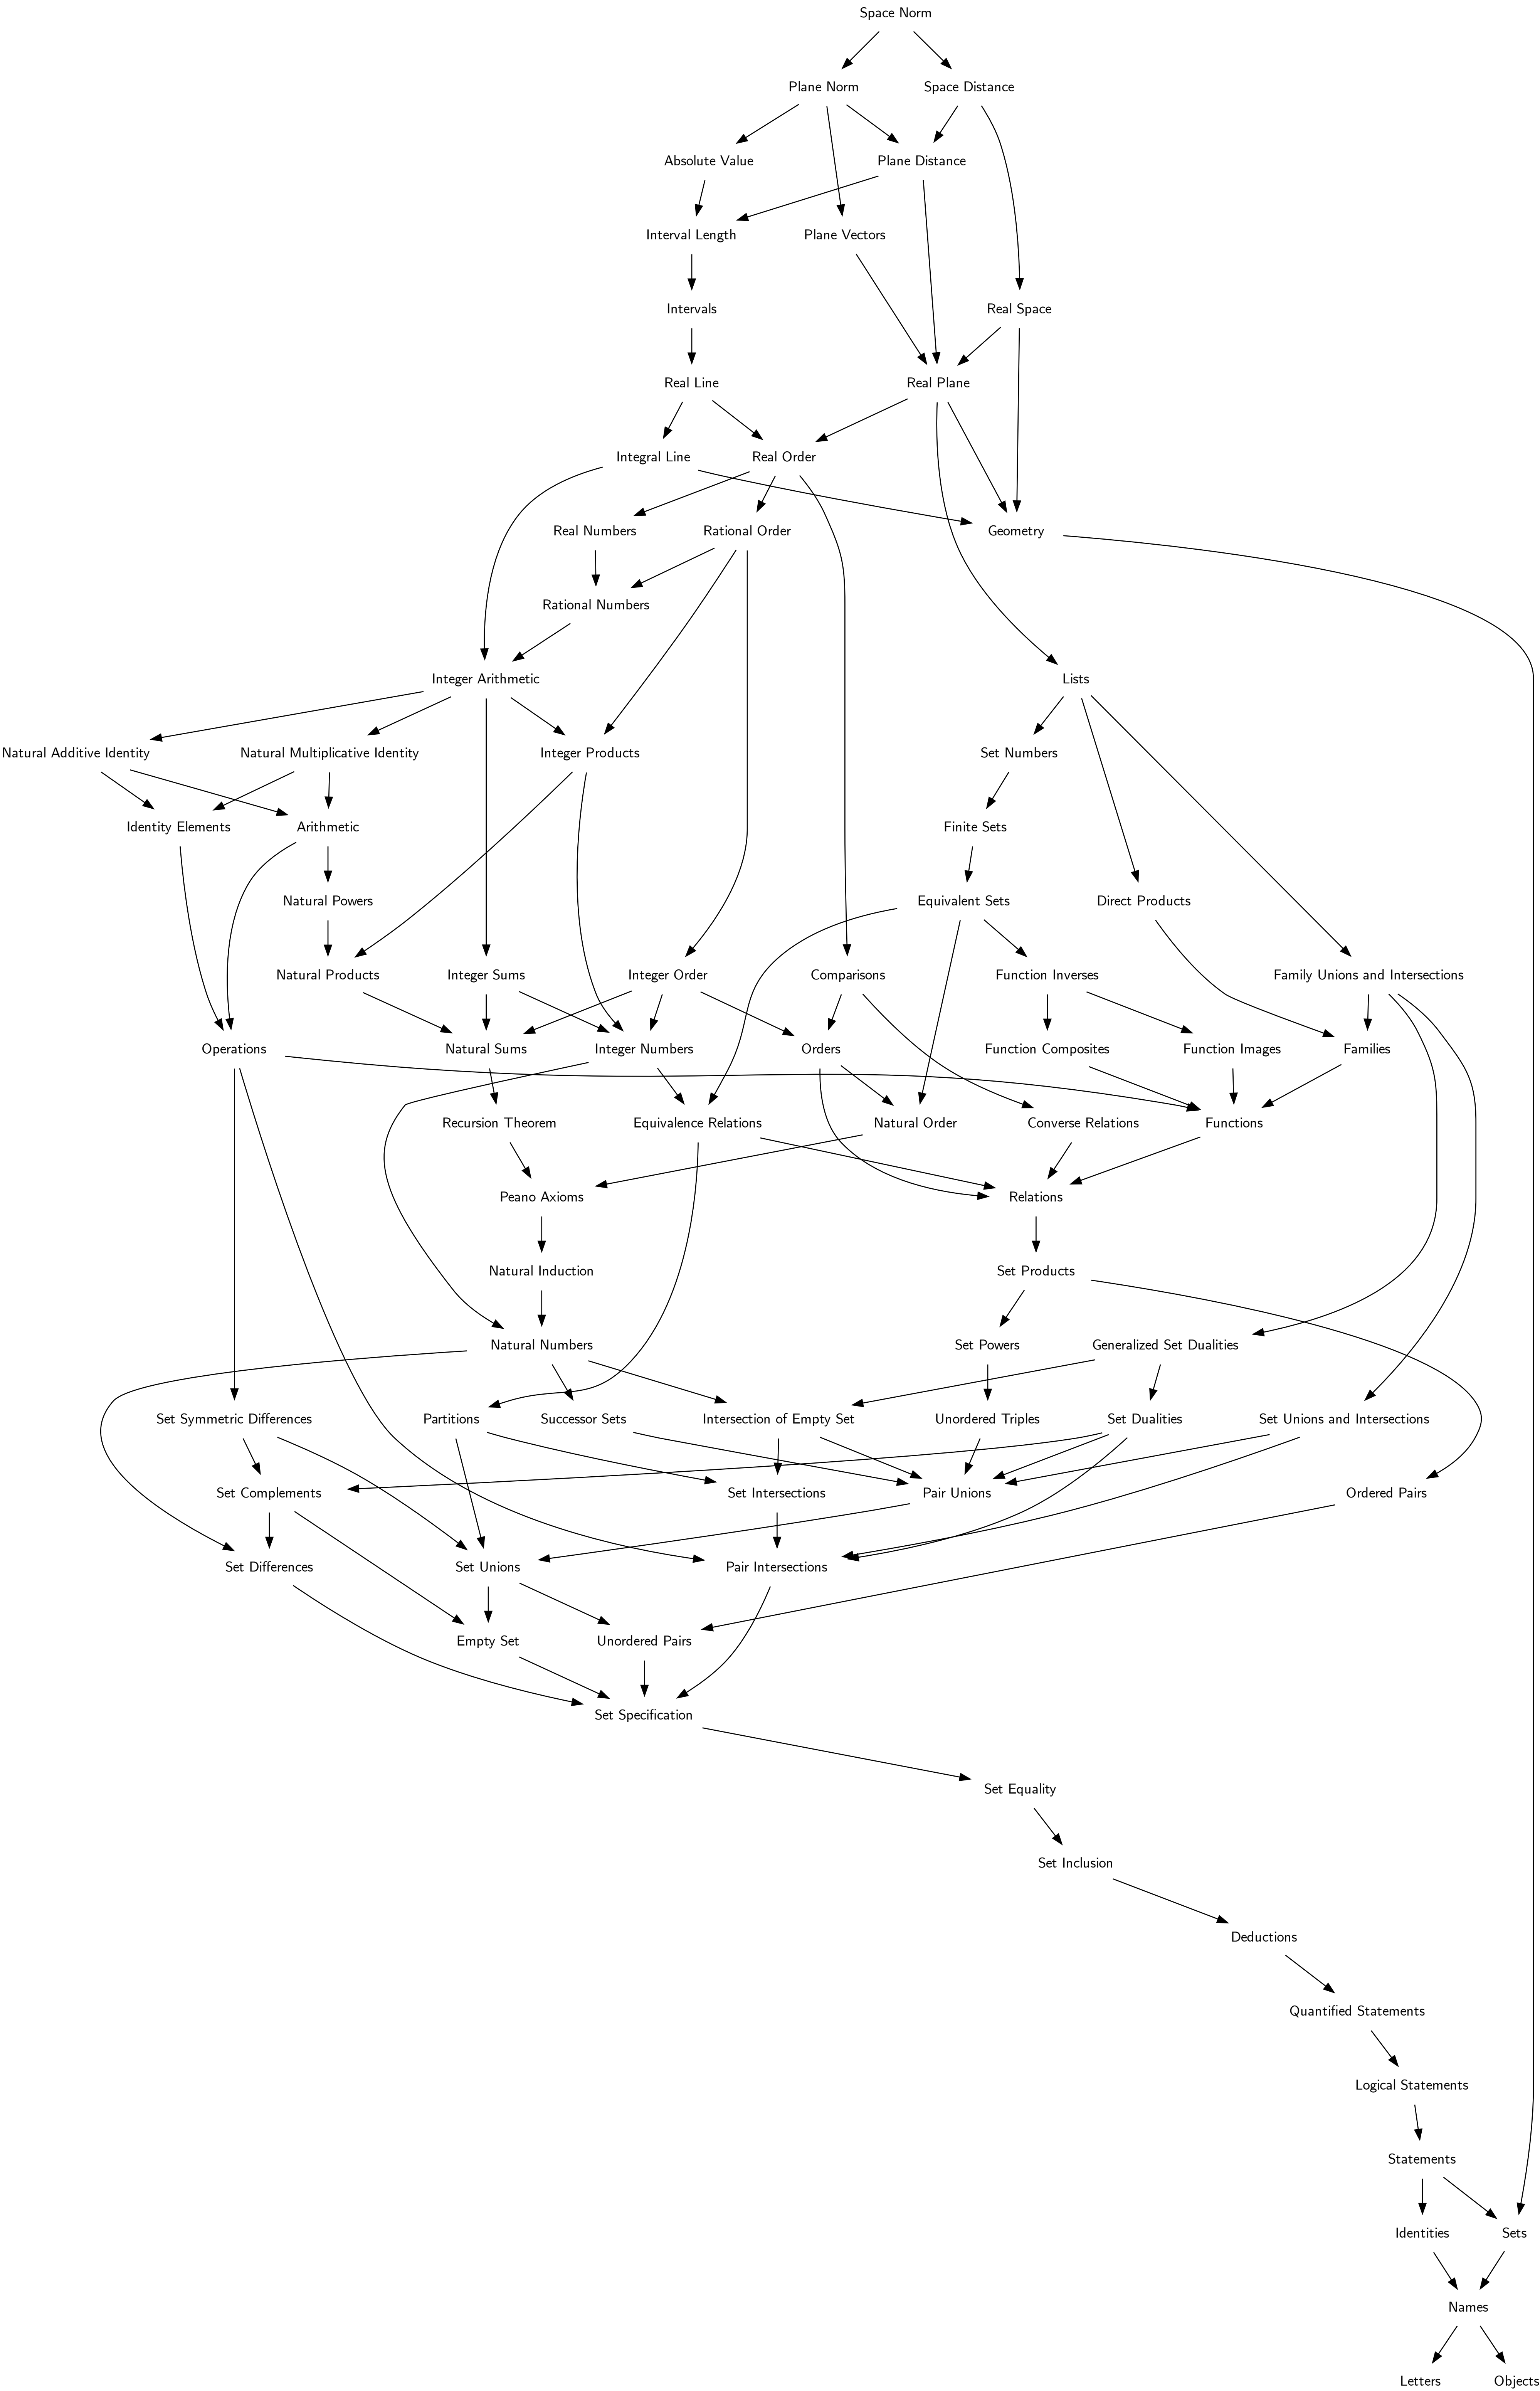 Space Norm
Plane Norm
Space Distance
Absolute Value
Plane Distance
Interval Length
Plane Vectors
Intervals
Real Space
Real Line
Real Plane
Integral Line
Real Order
Real Numbers
Rational Order
Geometry
Rational Numbers
Integer Arithmetic
Lists
Natural Additive Identity
Natural Multiplicative Identity
Integer Products
Set Numbers
Identity Elements
Arithmetic
Finite Sets
Natural Powers
Equivalent Sets
Direct Products
Natural Products
Integer Sums
Integer Order
Comparisons
Function Inverses
Family Unions and Intersections
Operations
Natural Sums
Integer Numbers
Orders
Function Composites
Function Images
Families
Recursion Theorem
Equivalence Relations
Natural Order
Converse Relations
Functions
Peano Axioms
Relations
Natural Induction
Set Products
Natural Numbers
Set Powers
Generalized Set Dualities
Set Symmetric Differences
Partitions
Successor Sets
Intersection of Empty Set
Unordered Triples
Set Dualities
Set Unions and Intersections
Set Complements
Set Intersections
Pair Unions
Ordered Pairs
Set Differences
Set Unions
Pair Intersections
Empty Set
Unordered Pairs
Set Specification
Set Equality
Set Inclusion
Deductions
Quantified Statements
Logical Statements
Statements
Identities
Sets
Names
Letters
Objects